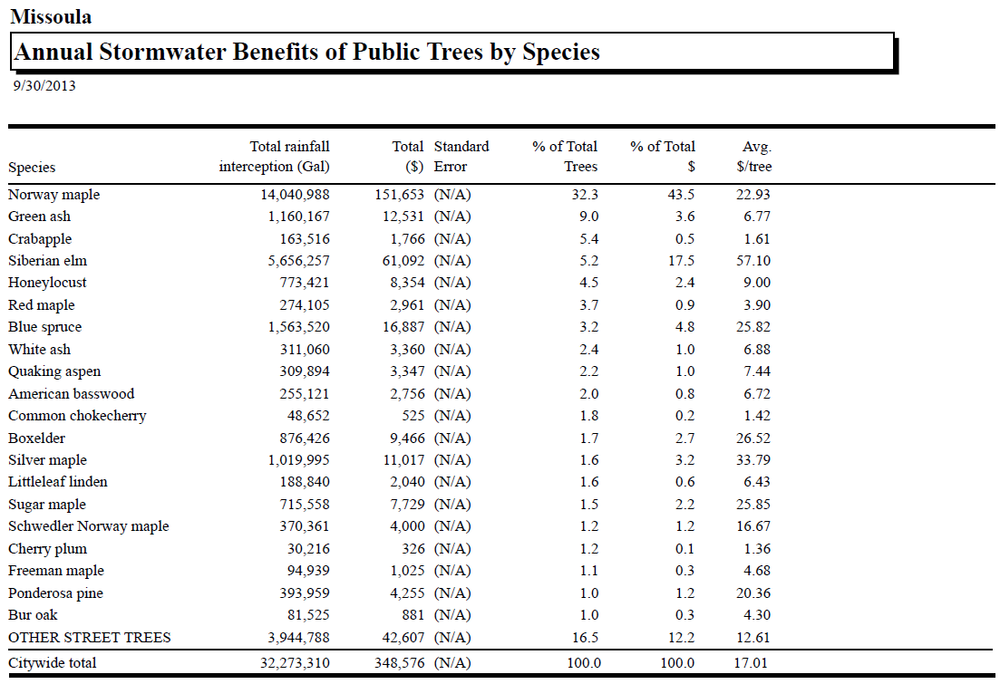 Missoula
Annual Stormwater Benefits of Public Trees by Species
9/30/2013
Total rainfall Total Standard % of Total % of Total Avg.
Species interception (Gal) ($) Error Trees $ $/tree
Norway maple 14,040,988 151,653 (N/A) 32.3 43.5 22.93
Green ash 1,160,167 12,531 (N/A) 9.0 3.6 6.77
Crabapple 163,516 1,766 (N/A) 5.4 0.5 1.61
Siberian elm 5,656,257 61,092 (N/A) 5.2 17.5 57.10
Honeylocust 773,421 8,354 (N/A) 4.5 2.4 9.00
Red maple 274,105 2,961 (N/A) 3.7 0.9 3.90
Blue spruce 1,563,520 16,887 (N/A) 3.2 4.8 25.82
White ash 311,060 3,360 (N/A) 2.4 1.0 6.88
Quaking aspen 309,894 3,347 (N/A) 2.2 1.0 7.44
American basswood 255,121 2,756 (N/A) 2.0 0.8 6.72
Common chokecherry 48,652 525 (N/A) 1.8 0.2 1.42
Boxelder 876,426 9,466 (N/A) 1.7 2.7 26.52
Silver maple 1,019,995 11,017 (N/A) 1.6 3.2 33.79
Littleleaf linden 188,840 2,040 (N/A) 1.6 0.6 6.43
Sugar maple 715,558 7,729 (N/A) 1.5 2.2 25.85
Schwedler Norway maple 370,361 4,000 (N/A) 1.2 1.2 16.67
Cherry plum 30,216 326 (N/A) 1.2 0.1 1.36
Freeman maple 94,939 1,025 (N/A) 1.1 0.3 4.68
Ponderosa pine 393,959 4,255 (N/A) 1.0 1.2 20.36
Bur oak 81,525 881 (N/A) 1.0 0.3 4.30
OTHER STREET TREES 3,944,788 42,607 (N/A) 16.5 12.2 12.61
Citywide total 32,273,310 348,576 (N/A) 100.0 100.0 17.01